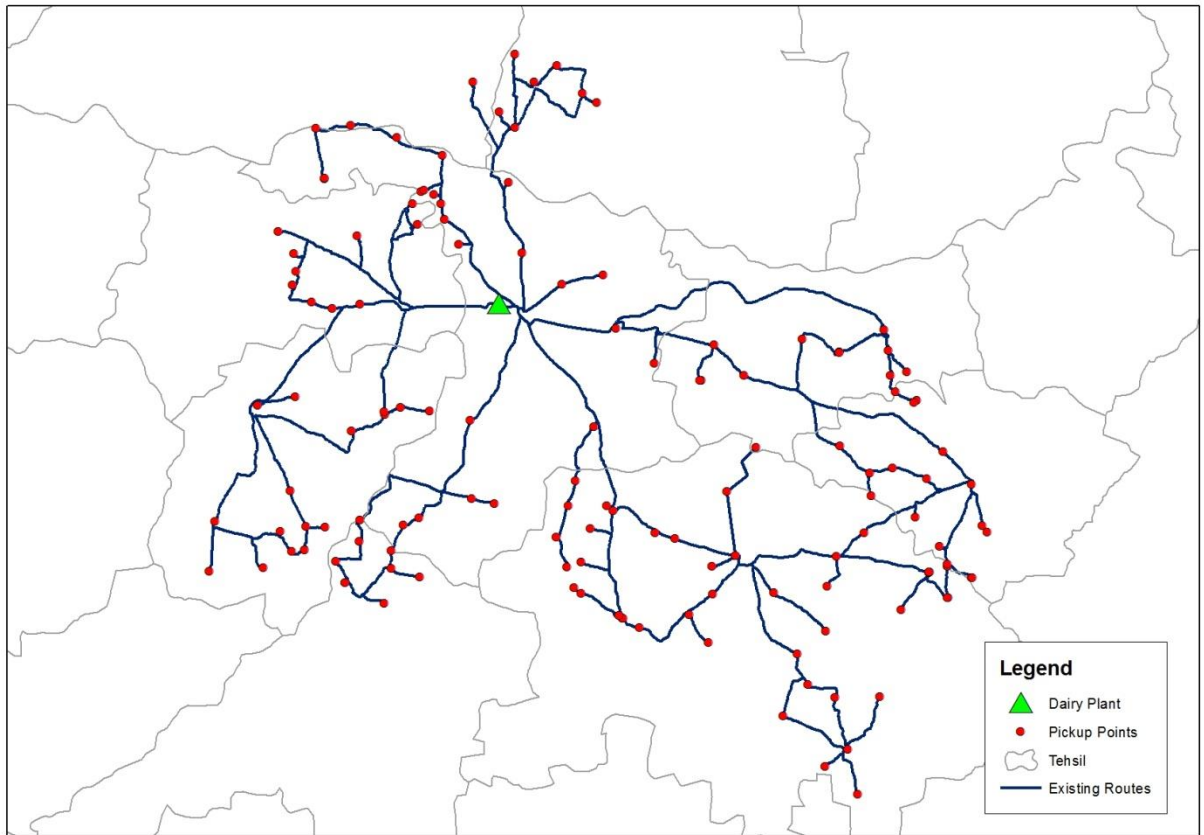 Legend
Dairy Plant
Pickup Points
Tehsil
Existing Routes